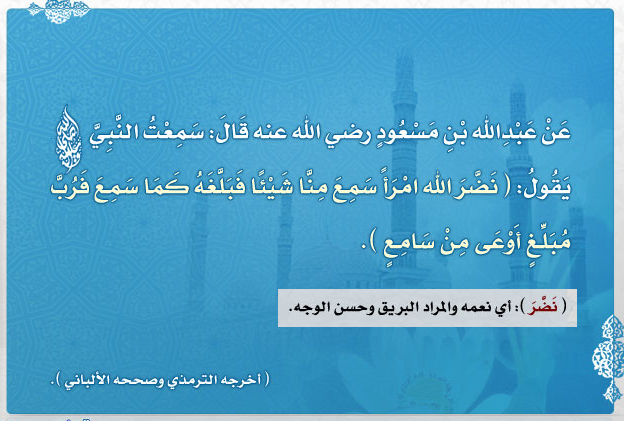 عَنْ عَبْدِالله بْنِ مَسْعُودٍ رضي الله عنه قَالَ: سَمِعْتُ النَّبِيَّ ﷺ
يَقُولُ: ( نَضَّرَ الله امْرَأً سَمِعَ مِنَّا شَيْئًا فَبَلَّغَهُ كَمَا سَمِعَ فَرُبَّ
مُبَلِّغٍ أَوْعَى مِنْ سَامِعٍ ).
( نَضَّرَ ): أي نعمه والمراد البريق وحسن الوجه.
( أخرجه الترمذي وصححه الألباني ).